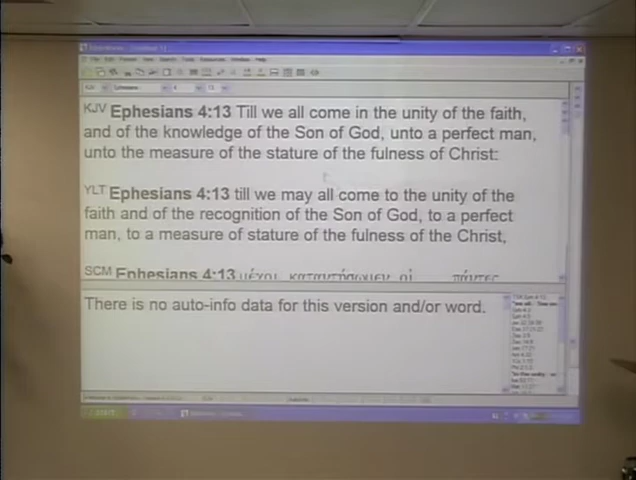 KJV Ephesians 4:13 Till we all come in the unity of the faith,
and of the knowledge of the Son of God, unto a perfect man,
unto the measure of the stature of the fulness of Christ:
YLT Ephesians 4:13 till we may all come to the unity of the
faith and of the recognition of the Son of God, to a perfect
man, to a measure of stature of the fulness of the Christ,
SCM Ephesians 4:13 μέχρι καταντήσωμεν οἱ πάντες
There is no auto-info data for this version and/or word.